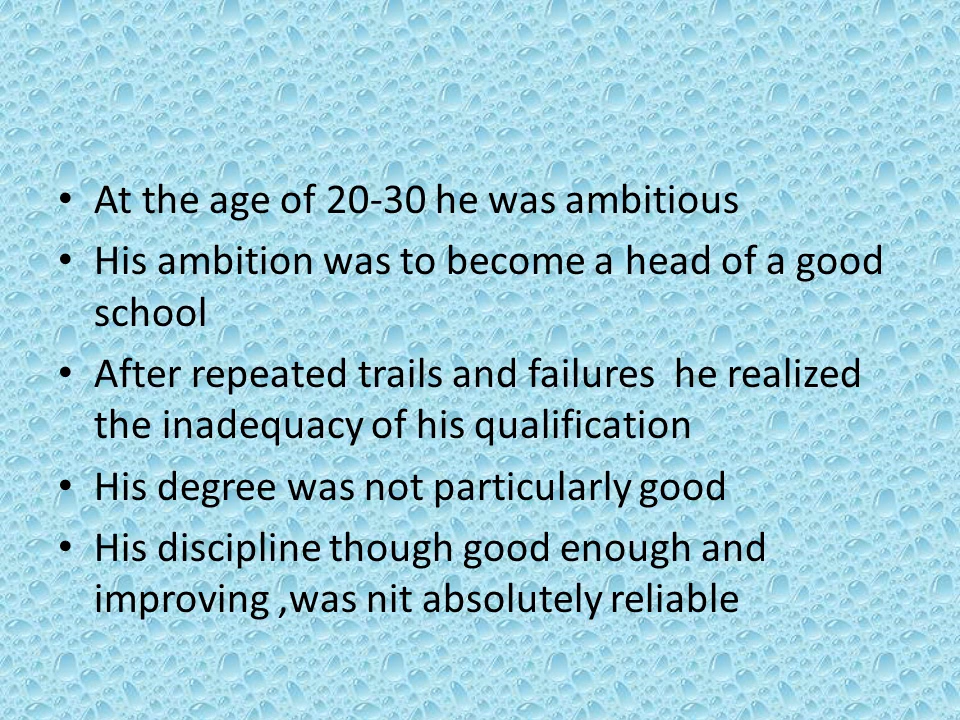 • At the age of 20-30 he was ambitious
• His ambition was to become a head of a good
school
• After repeated trails and failures he realized
the inadequacy of his qualification
• His degree was not particularly good
• His discipline though good enough and
improving ,was nit absolutely reliable